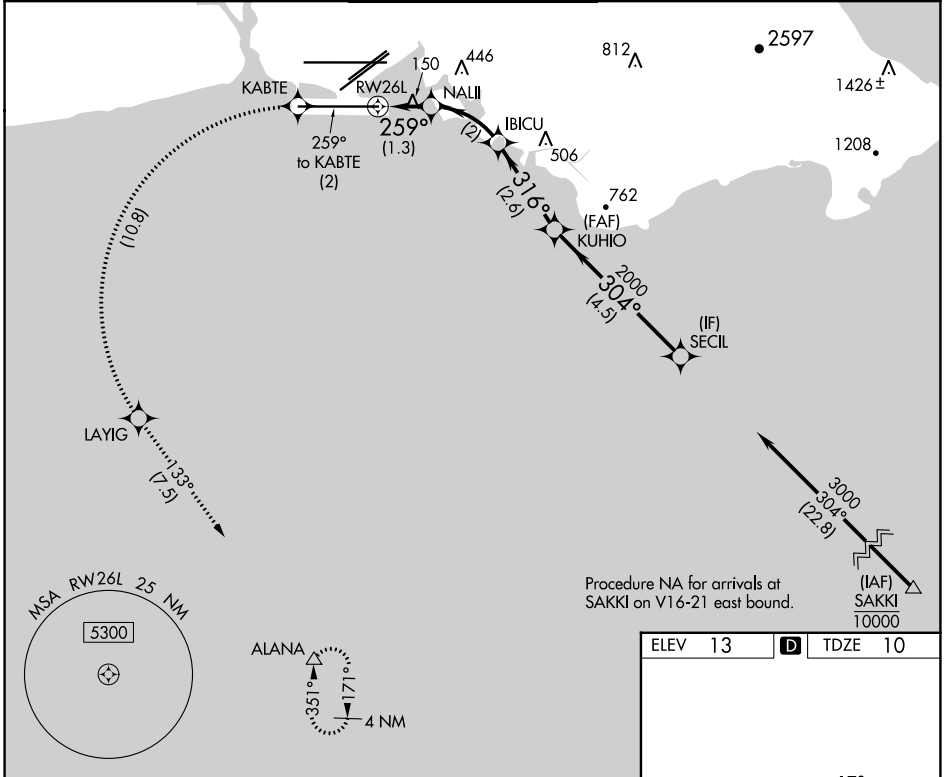 2597
812
446
150
1426±
KABTE
RW26L
NALII
259°
(1.3)
(2)
IBICU
259°
to KABTE
(2)
506
1208
316°
(2.6)
762
(FAF)
KUHIO
(10.8)
2000
304°
(4.5)
(IF)
SECIL
LAYIG
133°
(7.5)
3000
304°
(22.8)
(IAF)
SAKKI
10000
Procedure NA for arrivals at
SAKKI on V16-21 east bound.
MSA RW26L 25 NM
5300
ALANA
351°
171°
4 NM
ELEV 13 D TDZE 10